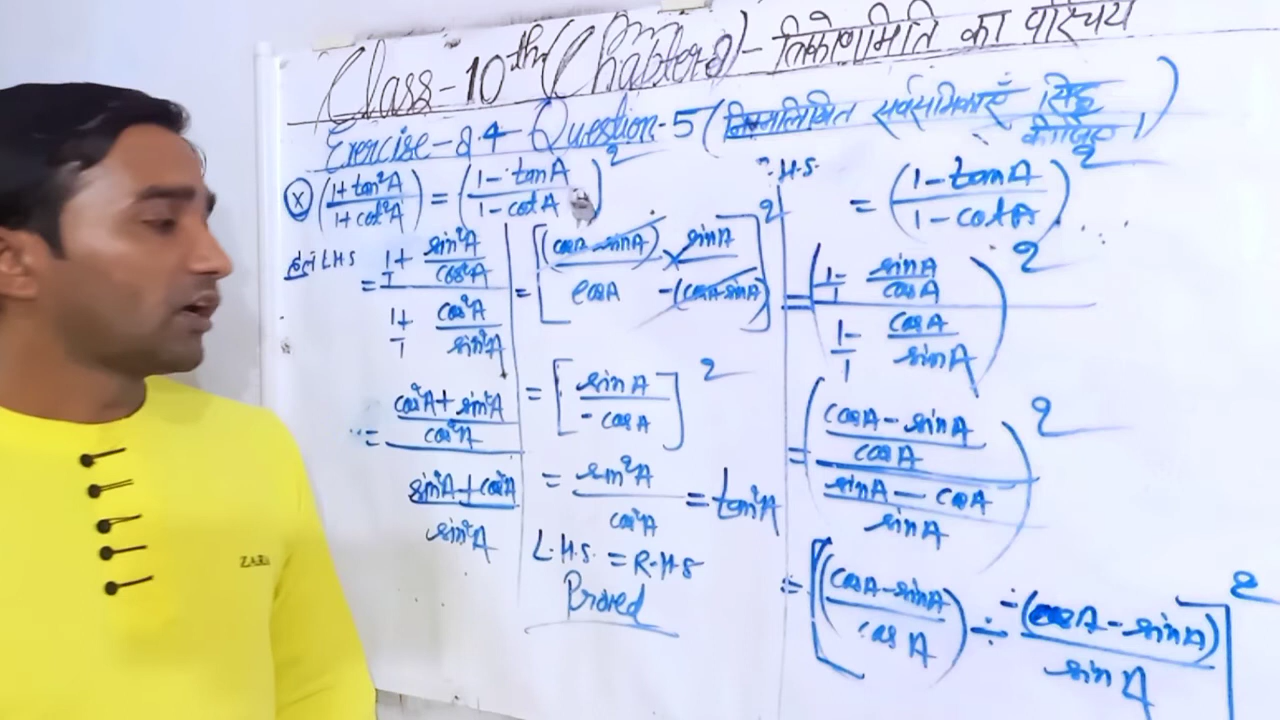 Class-10th (Chapter-8)- त्रिकोणमिति का परिचय
Exercise-8.4 Question-5 (निम्नलिखित सर्वसमिकाएँ सिद्ध कीजिए।)
(X) ((1+tan²A)/(1+cot²A)) = ((1-tanA)/(1-cotA))²
हल: L.H.S
= (1/1 + sin²A/cos²A)/(1/1 + cos²A/sin²A)
= ((cos²A+sin²A)/cos²A)/((sin²A+cos²A)/sin²A)
= [(cosA-sinA)/cosA × sinA/-(cosA-sinA)]²
= [sinA/-cosA]²
= sin²A/cos²A = tan²A
L.H.S. = R.H.S
Proved
H.S.
= ((1-tanA)/(1-cotA))²
= ((1/1 - sinA/cosA)/(1/1 - cosA/sinA))²
= (((cosA-sinA)/cosA)/((sinA-cosA)/sinA))²
= [((cosA-sinA)/cosA) ÷ -(cosA-sinA)/sinA]²
ZARA